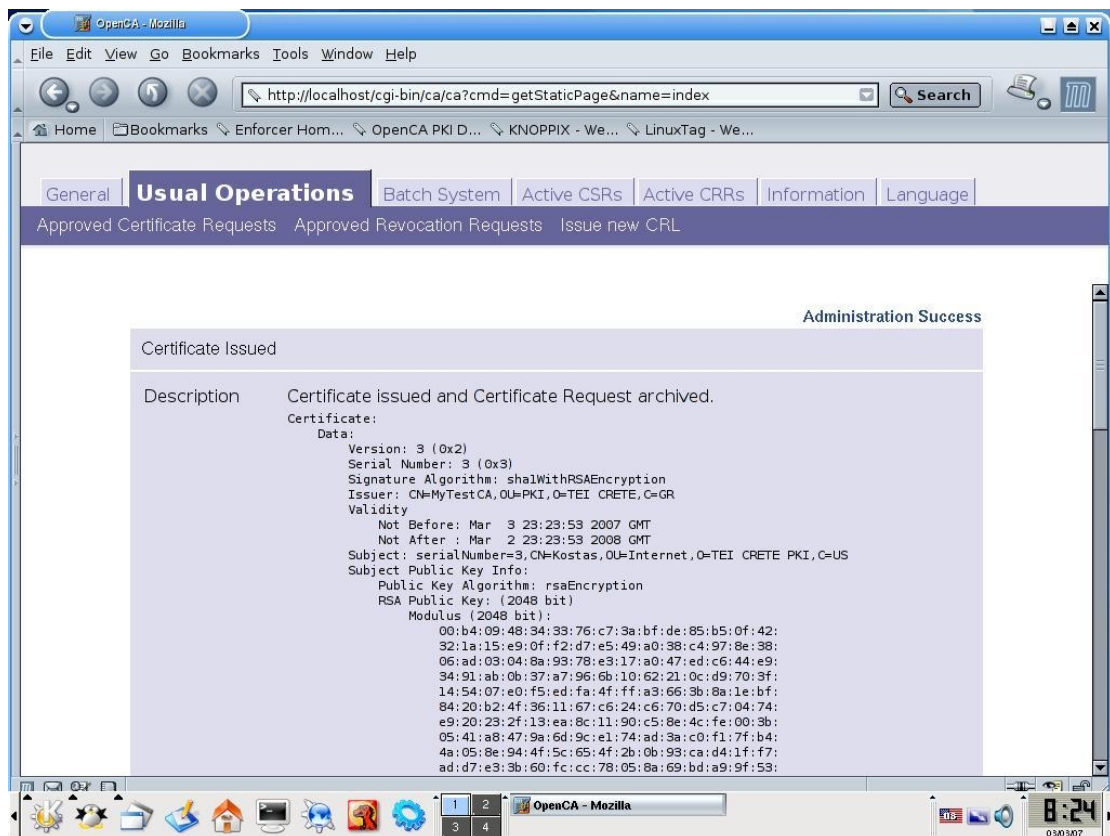 OpenCA - Mozilla
File Edit View Go Bookmarks Tools Window Help
http://localhost/cgi-bin/ca/ca?cmd=getStaticPage&name=index
Search
Home Bookmarks Enforcer Hom... OpenCA PKI D... KNOPPIX - We... LinuxTag - We...
General Usual Operations Batch System Active CSRs Active CRRs Information Language
Approved Certificate Requests Approved Revocation Requests Issue new CRL
Administration Success
Certificate Issued
Description Certificate issued and Certificate Request archived.
Certificate:
Data:
Version: 3 (0x2)
Serial Number: 3 (0x3)
Signature Algorithm: sha1WithRSAEncryption
Issuer: CN=MyTestCA,OU=PKI,O=TEI CRETE,C=GR
Validity
Not Before: Mar  3 23:23:53 2007 GMT
Not After : Mar  2 23:23:53 2008 GMT
Subject: serialNumber=3,CN=Kostas,OU=Internet,O=TEI CRETE PKI,C=US
Subject Public Key Info:
Public Key Algorithm: rsaEncryption
RSA Public Key: (2048 bit)
Modulus (2048 bit):
00:b4:09:48:34:33:76:c7:3a:bf:de:85:b5:0f:42:
32:1a:15:e9:0f:f2:d7:e5:49:a0:38:c4:97:8e:38:
06:ad:03:04:8a:93:78:e3:17:a0:47:ed:c6:44:e9:
34:91:ab:0b:37:a7:96:6b:10:62:21:0c:d9:70:3f:
14:54:07:e0:f5:ed:fa:4f:ff:a3:66:3b:8a:1e:bf:
84:20:b2:4f:36:11:67:c6:24:c6:70:d5:c7:04:74:
e9:20:23:2f:13:ea:8c:11:90:c5:8e:4c:fe:00:3b:
05:41:a8:47:9a:6d:9c:e1:74:ad:3a:c0:f1:7f:b4:
4a:05:8e:94:4f:5c:65:4f:2b:0b:93:ca:d4:1f:f7:
ad:d7:e3:3b:60:fc:cc:78:05:8a:69:bd:a9:9f:53:
1 2
3 4
OpenCA - Mozilla
us
8:24
03/03/07